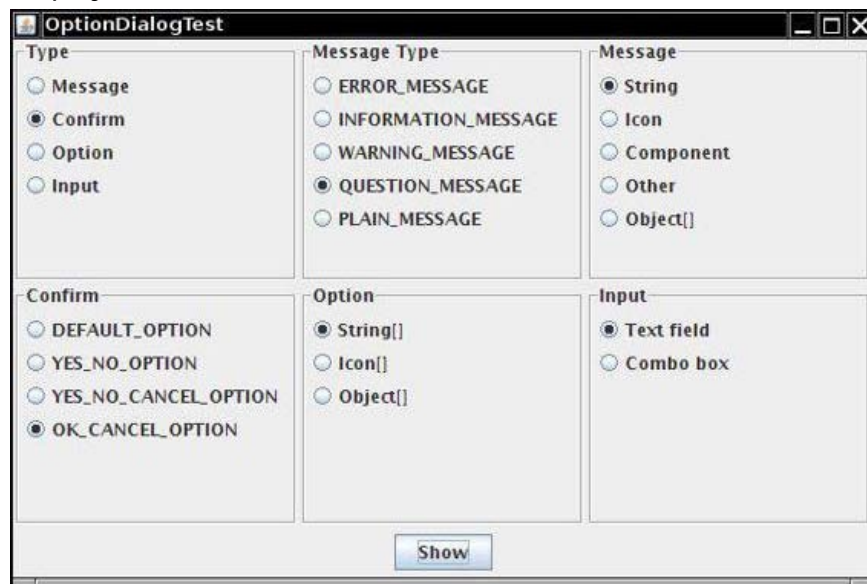 OptionDialogTest
Type
Message
Confirm
Option
Input
Message Type
ERROR_MESSAGE
INFORMATION_MESSAGE
WARNING_MESSAGE
QUESTION_MESSAGE
PLAIN_MESSAGE
Message
String
Icon
Component
Other
Object[]
Confirm
DEFAULT_OPTION
YES_NO_OPTION
YES_NO_CANCEL_OPTION
OK_CANCEL_OPTION
Option
String[]
Icon[]
Object[]
Input
Text field
Combo box
Show